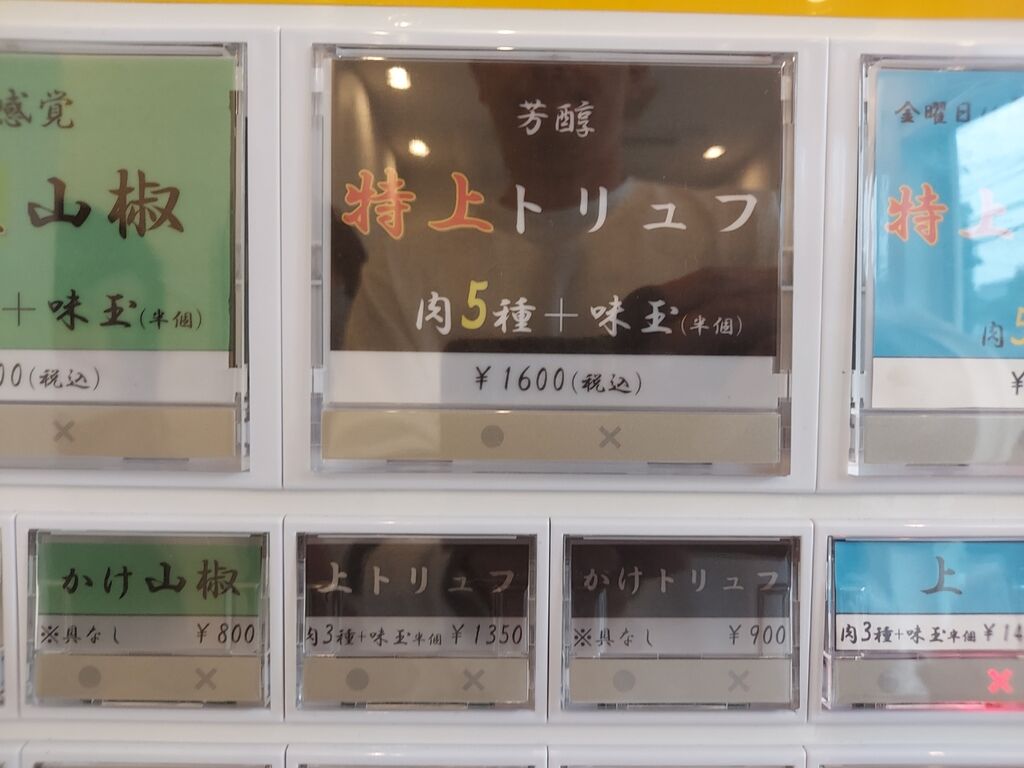 感覚
山椒
＋味玉(半個)
00(税込)
×
芳醇
特上トリュフ
肉5種＋味玉(半個)
¥1600(税込)
● ×
金曜日
特上
肉5
¥
かけ山椒
※具なし ¥800
● ×
上トリュフ
肉3種+味玉半個 ¥1350
● ×
かけトリュフ
※具なし ¥900
● ×
上
肉3種+味玉半個 ¥14
● ×